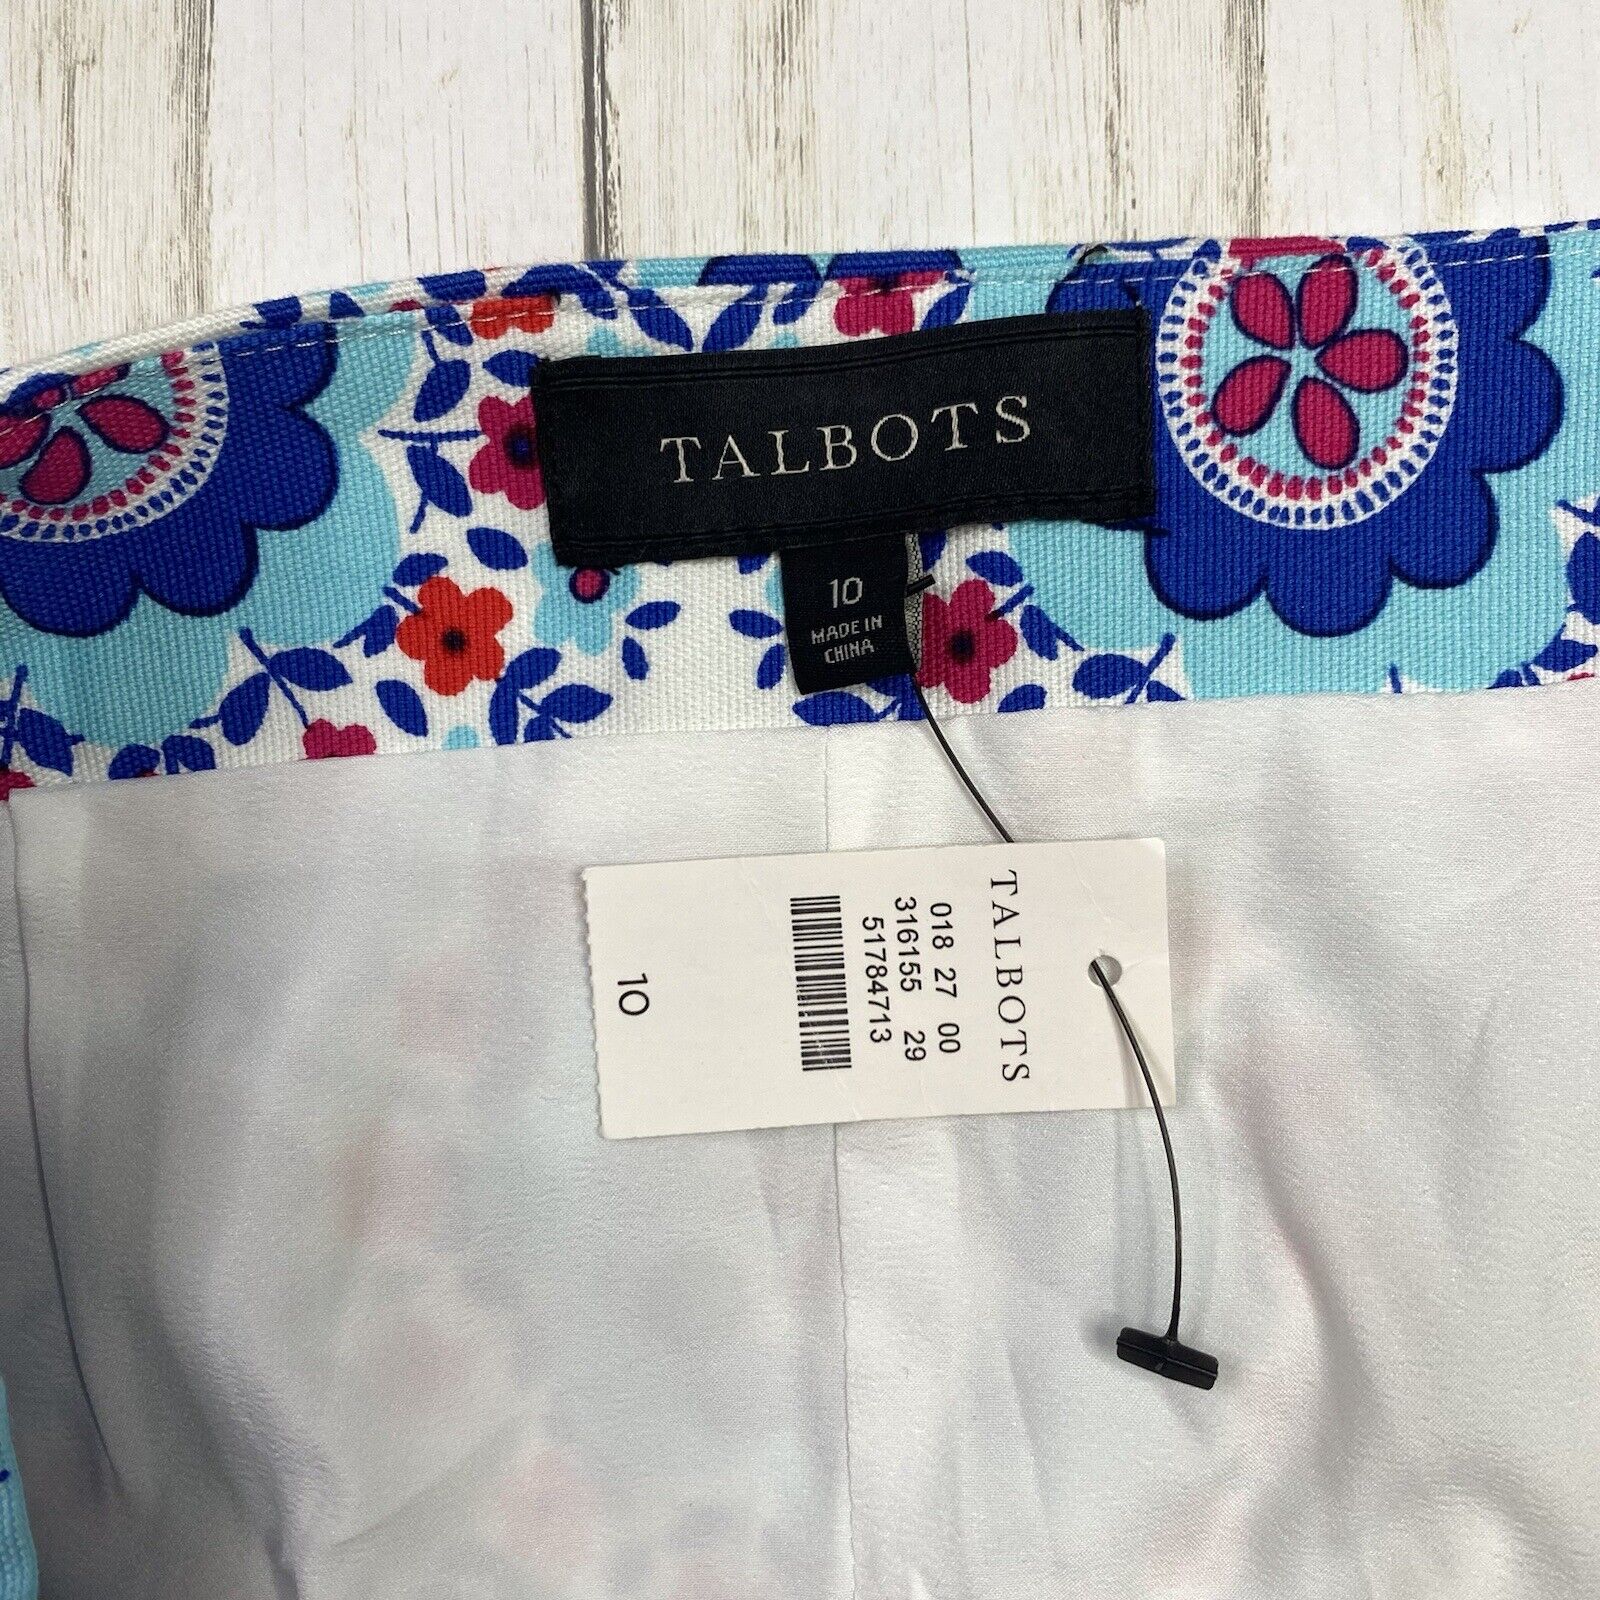 TALBOTS
10
MADE IN
CHINA
TALBOTS
018 27 00
316155 29
51784713
10